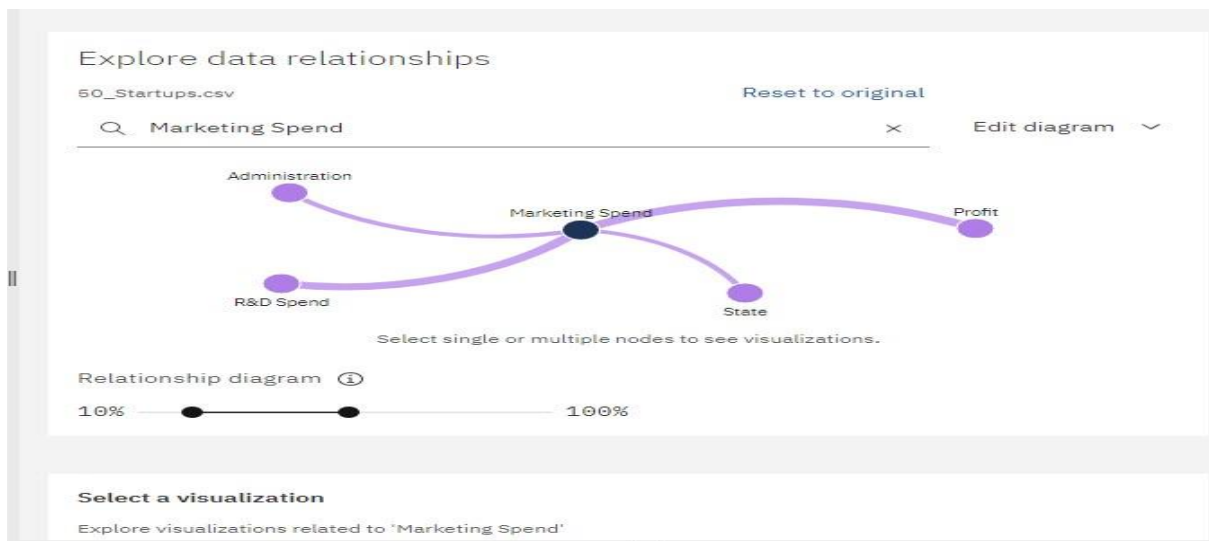 Explore data relationships
50_Startups.csv
Reset to original
Marketing Spend
Edit diagram
Administration
Marketing Spend
Profit
R&D Spend
State
Select single or multiple nodes to see visualizations.
Relationship diagram
10%
100%
Select a visualization
Explore visualizations related to 'Marketing Spend'